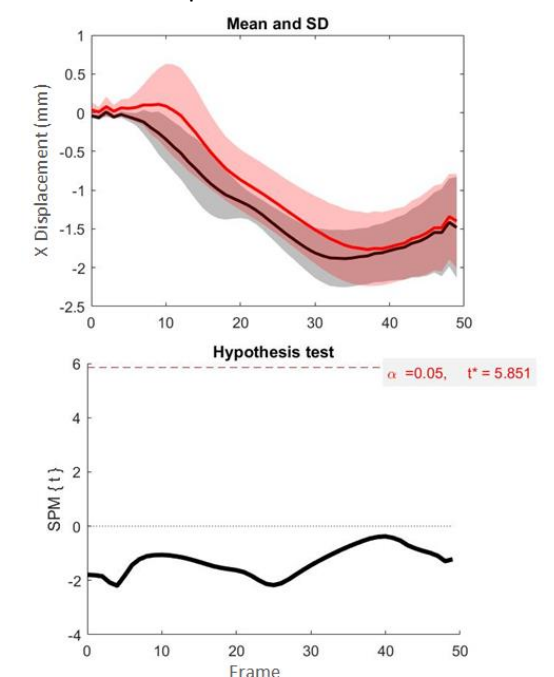 Mean and SD
1
0.5
0
-0.5
-1
-1.5
-2
-2.5
X Displacement (mm)
0 10 20 30 40 50
Hypothesis test
6
4
2
0
-2
-4
SPM { t }
α =0.05, t* = 5.851
0 10 20 30 40 50
Frame